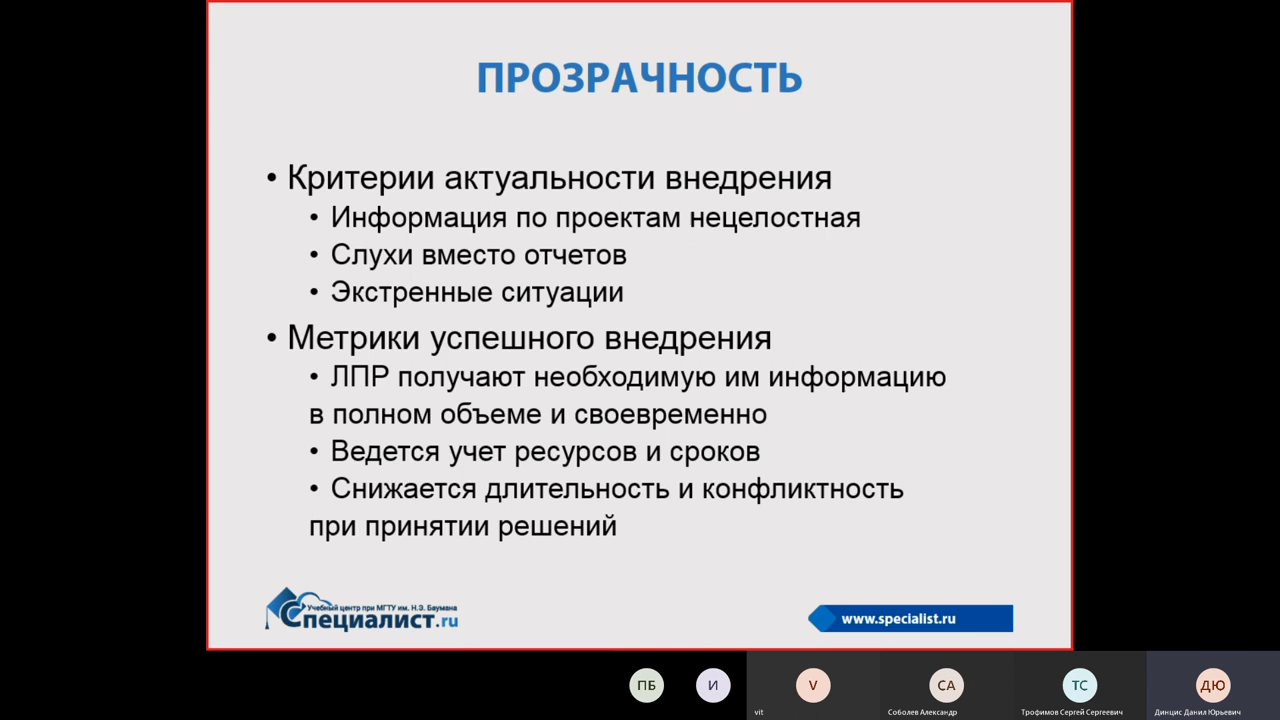 ПРОЗРАЧНОСТЬ
• Критерии актуальности внедрения
• Информация по проектам нецелостная
• Слухи вместо отчетов
• Экстренные ситуации
• Метрики успешного внедрения
• ЛПР получают необходимую им информацию
в полном объеме и своевременно
• Ведется учет ресурсов и сроков
• Снижается длительность и конфликтность
при принятии решений
Учебный центр при МГТУ им. Н.Э. Баумана
Специалист.ru
www.specialist.ru
ПБ
И
V
СА
ТС
ДЮ
vit
Соболев Александр
Трофимов Сергей Сергеевич
Динцис Данил Юрьевич